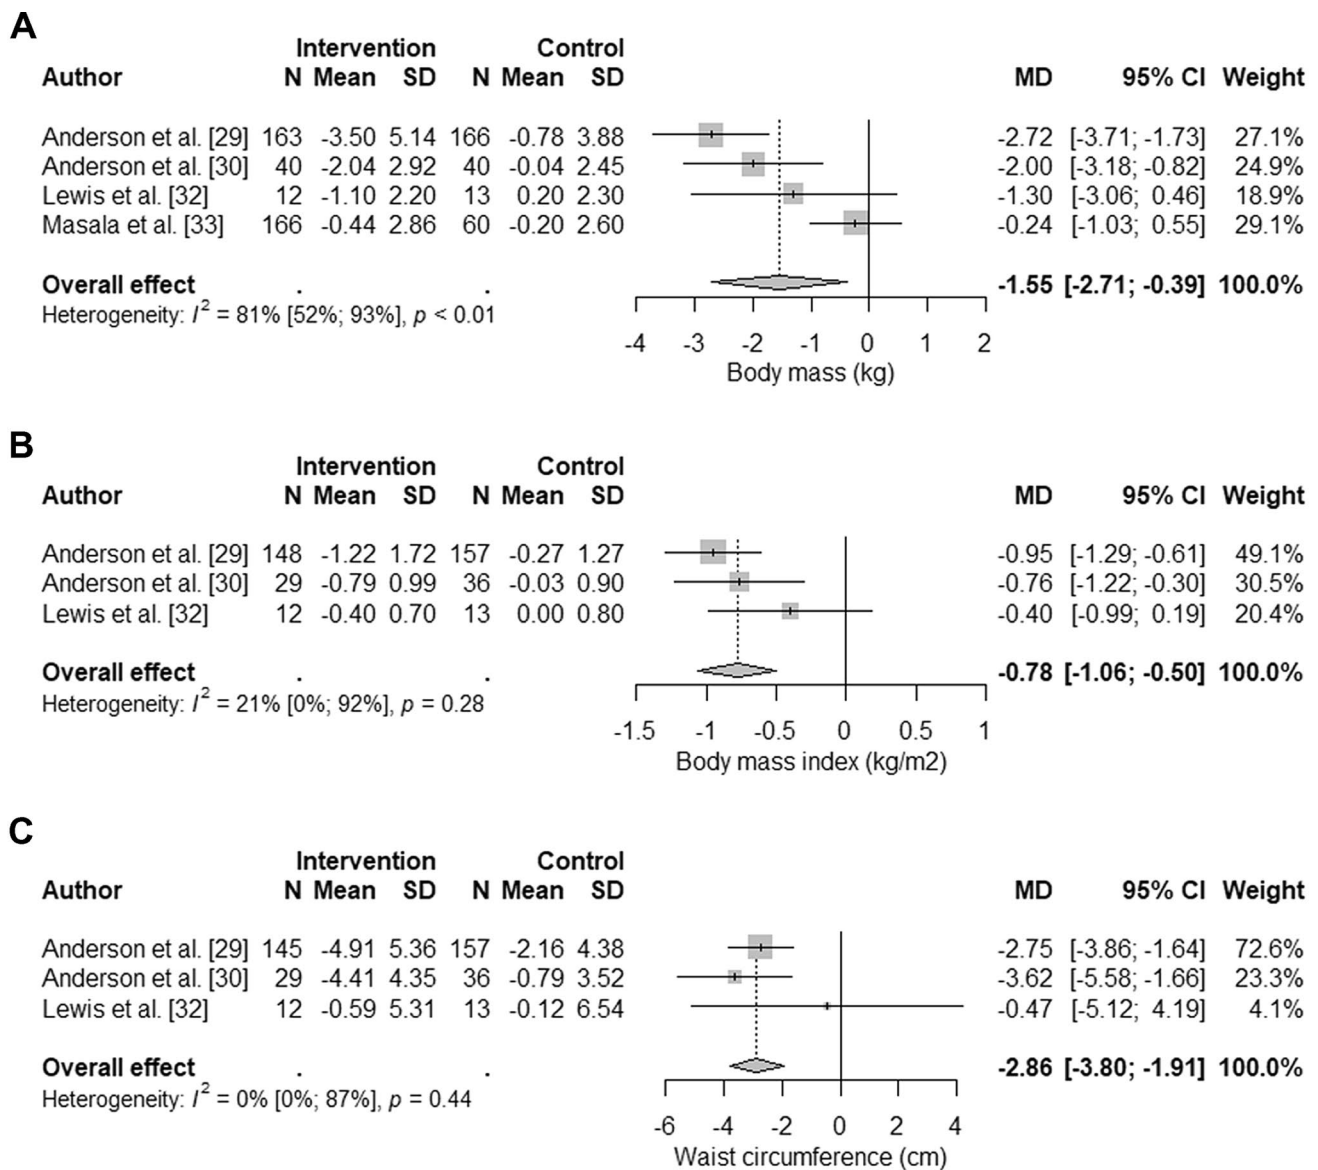 A
Intervention Control
Author N Mean SD N Mean SD MD 95% CI Weight
Anderson et al. [29] 163 -3.50 5.14 166 -0.78 3.88 -2.72 [-3.71; -1.73] 27.1%
Anderson et al. [30] 40 -2.04 2.92 40 -0.04 2.45 -2.00 [-3.18; -0.82] 24.9%
Lewis et al. [32] 12 -1.10 2.20 13 0.20 2.30 -1.30 [-3.06; 0.46] 18.9%
Masala et al. [33] 166 -0.44 2.86 60 -0.20 2.60 -0.24 [-1.03; 0.55] 29.1%
Overall effect . . -1.55 [-2.71; -0.39] 100.0%
Heterogeneity: I² = 81% [52%; 93%], p < 0.01
-4 -3 -2 -1 0 1 2
Body mass (kg)
B
Intervention Control
Author N Mean SD N Mean SD MD 95% CI Weight
Anderson et al. [29] 148 -1.22 1.72 157 -0.27 1.27 -0.95 [-1.29; -0.61] 49.1%
Anderson et al. [30] 29 -0.79 0.99 36 -0.03 0.90 -0.76 [-1.22; -0.30] 30.5%
Lewis et al. [32] 12 -0.40 0.70 13 0.00 0.80 -0.40 [-0.99; 0.19] 20.4%
Overall effect . . -0.78 [-1.06; -0.50] 100.0%
Heterogeneity: I² = 21% [0%; 92%], p = 0.28
-1.5 -1 -0.5 0 0.5 1
Body mass index (kg/m2)
C
Intervention Control
Author N Mean SD N Mean SD MD 95% CI Weight
Anderson et al. [29] 145 -4.91 5.36 157 -2.16 4.38 -2.75 [-3.86; -1.64] 72.6%
Anderson et al. [30] 29 -4.41 4.35 36 -0.79 3.52 -3.62 [-5.58; -1.66] 23.3%
Lewis et al. [32] 12 -0.59 5.31 13 -0.12 6.54 -0.47 [-5.12; 4.19] 4.1%
Overall effect . . -2.86 [-3.80; -1.91] 100.0%
Heterogeneity: I² = 0% [0%; 87%], p = 0.44
-6 -4 -2 0 2 4
Waist circumference (cm)